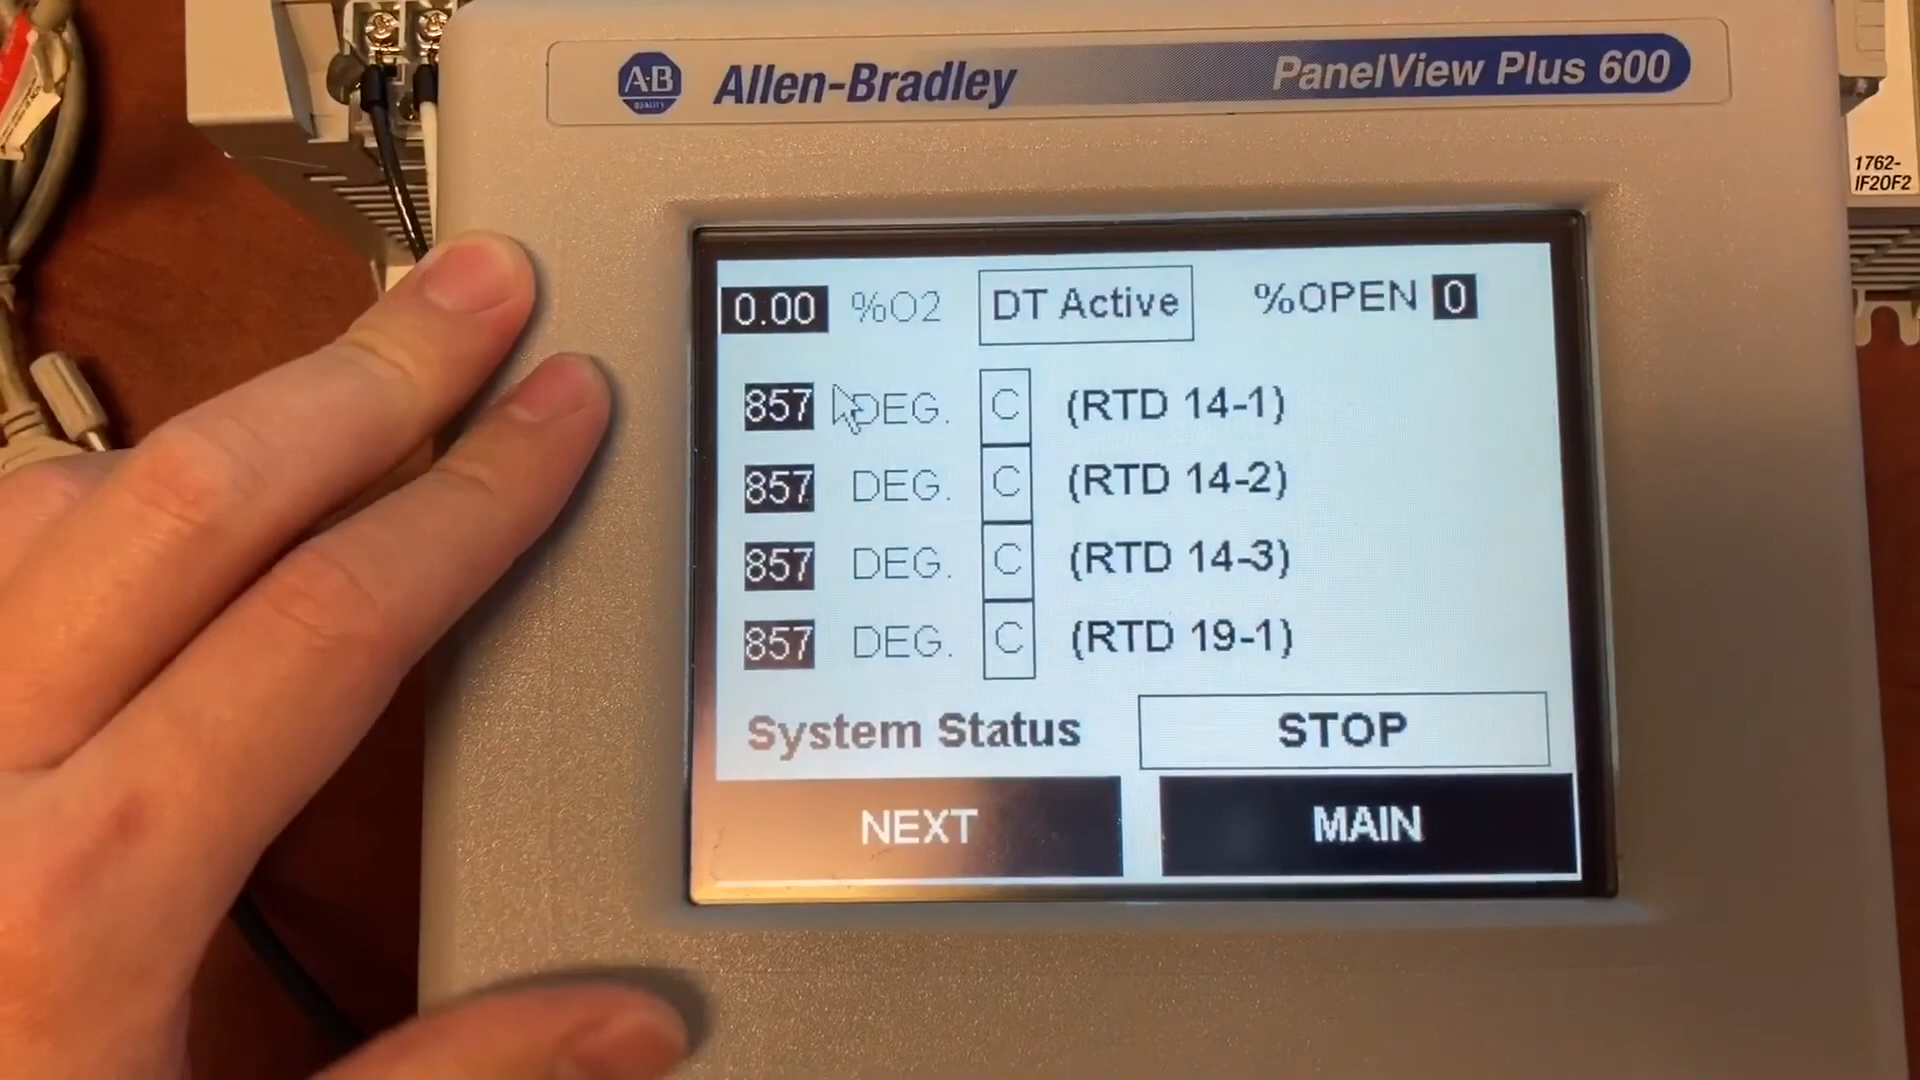 A-B
QUALITY
Allen-Bradley
PanelView Plus 600
1762-
IF2OF2
0.00 %O2 DT Active %OPEN 0
857 DEG. C (RTD 14-1)
857 DEG. C (RTD 14-2)
857 DEG. C (RTD 14-3)
857 DEG. C (RTD 19-1)
System Status STOP
NEXT MAIN